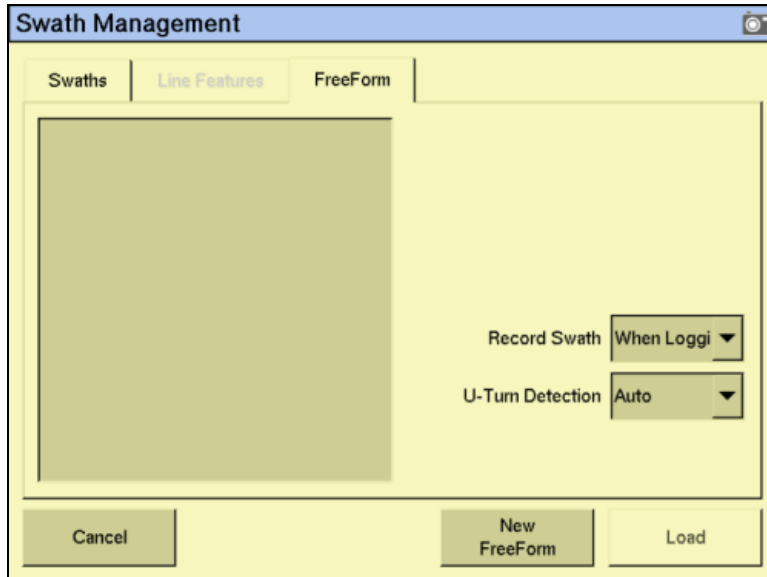 Swath Management
Swaths
Line Features
FreeForm
Record Swath
When Loggi
U-Turn Detection
Auto
Cancel
New
FreeForm
Load